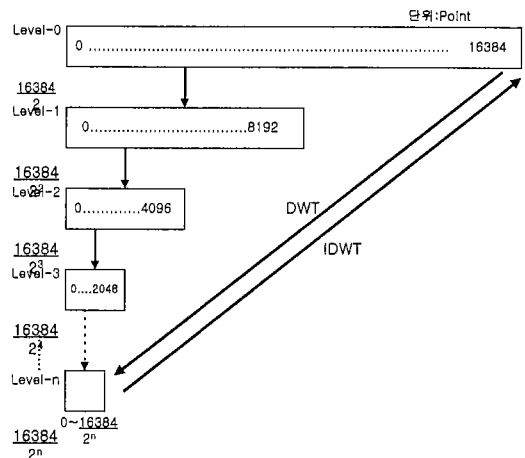 단위:Point
Level-0
0 ........................................................................................ 16384
16384
2
Level-1
0......................................8192
16384
2²
Level-2
0.............4096
16384
2³
Level-3
0....2048
DWT
IDWT
16384
Level-n
0~16384
2ⁿ
16384
2ⁿ